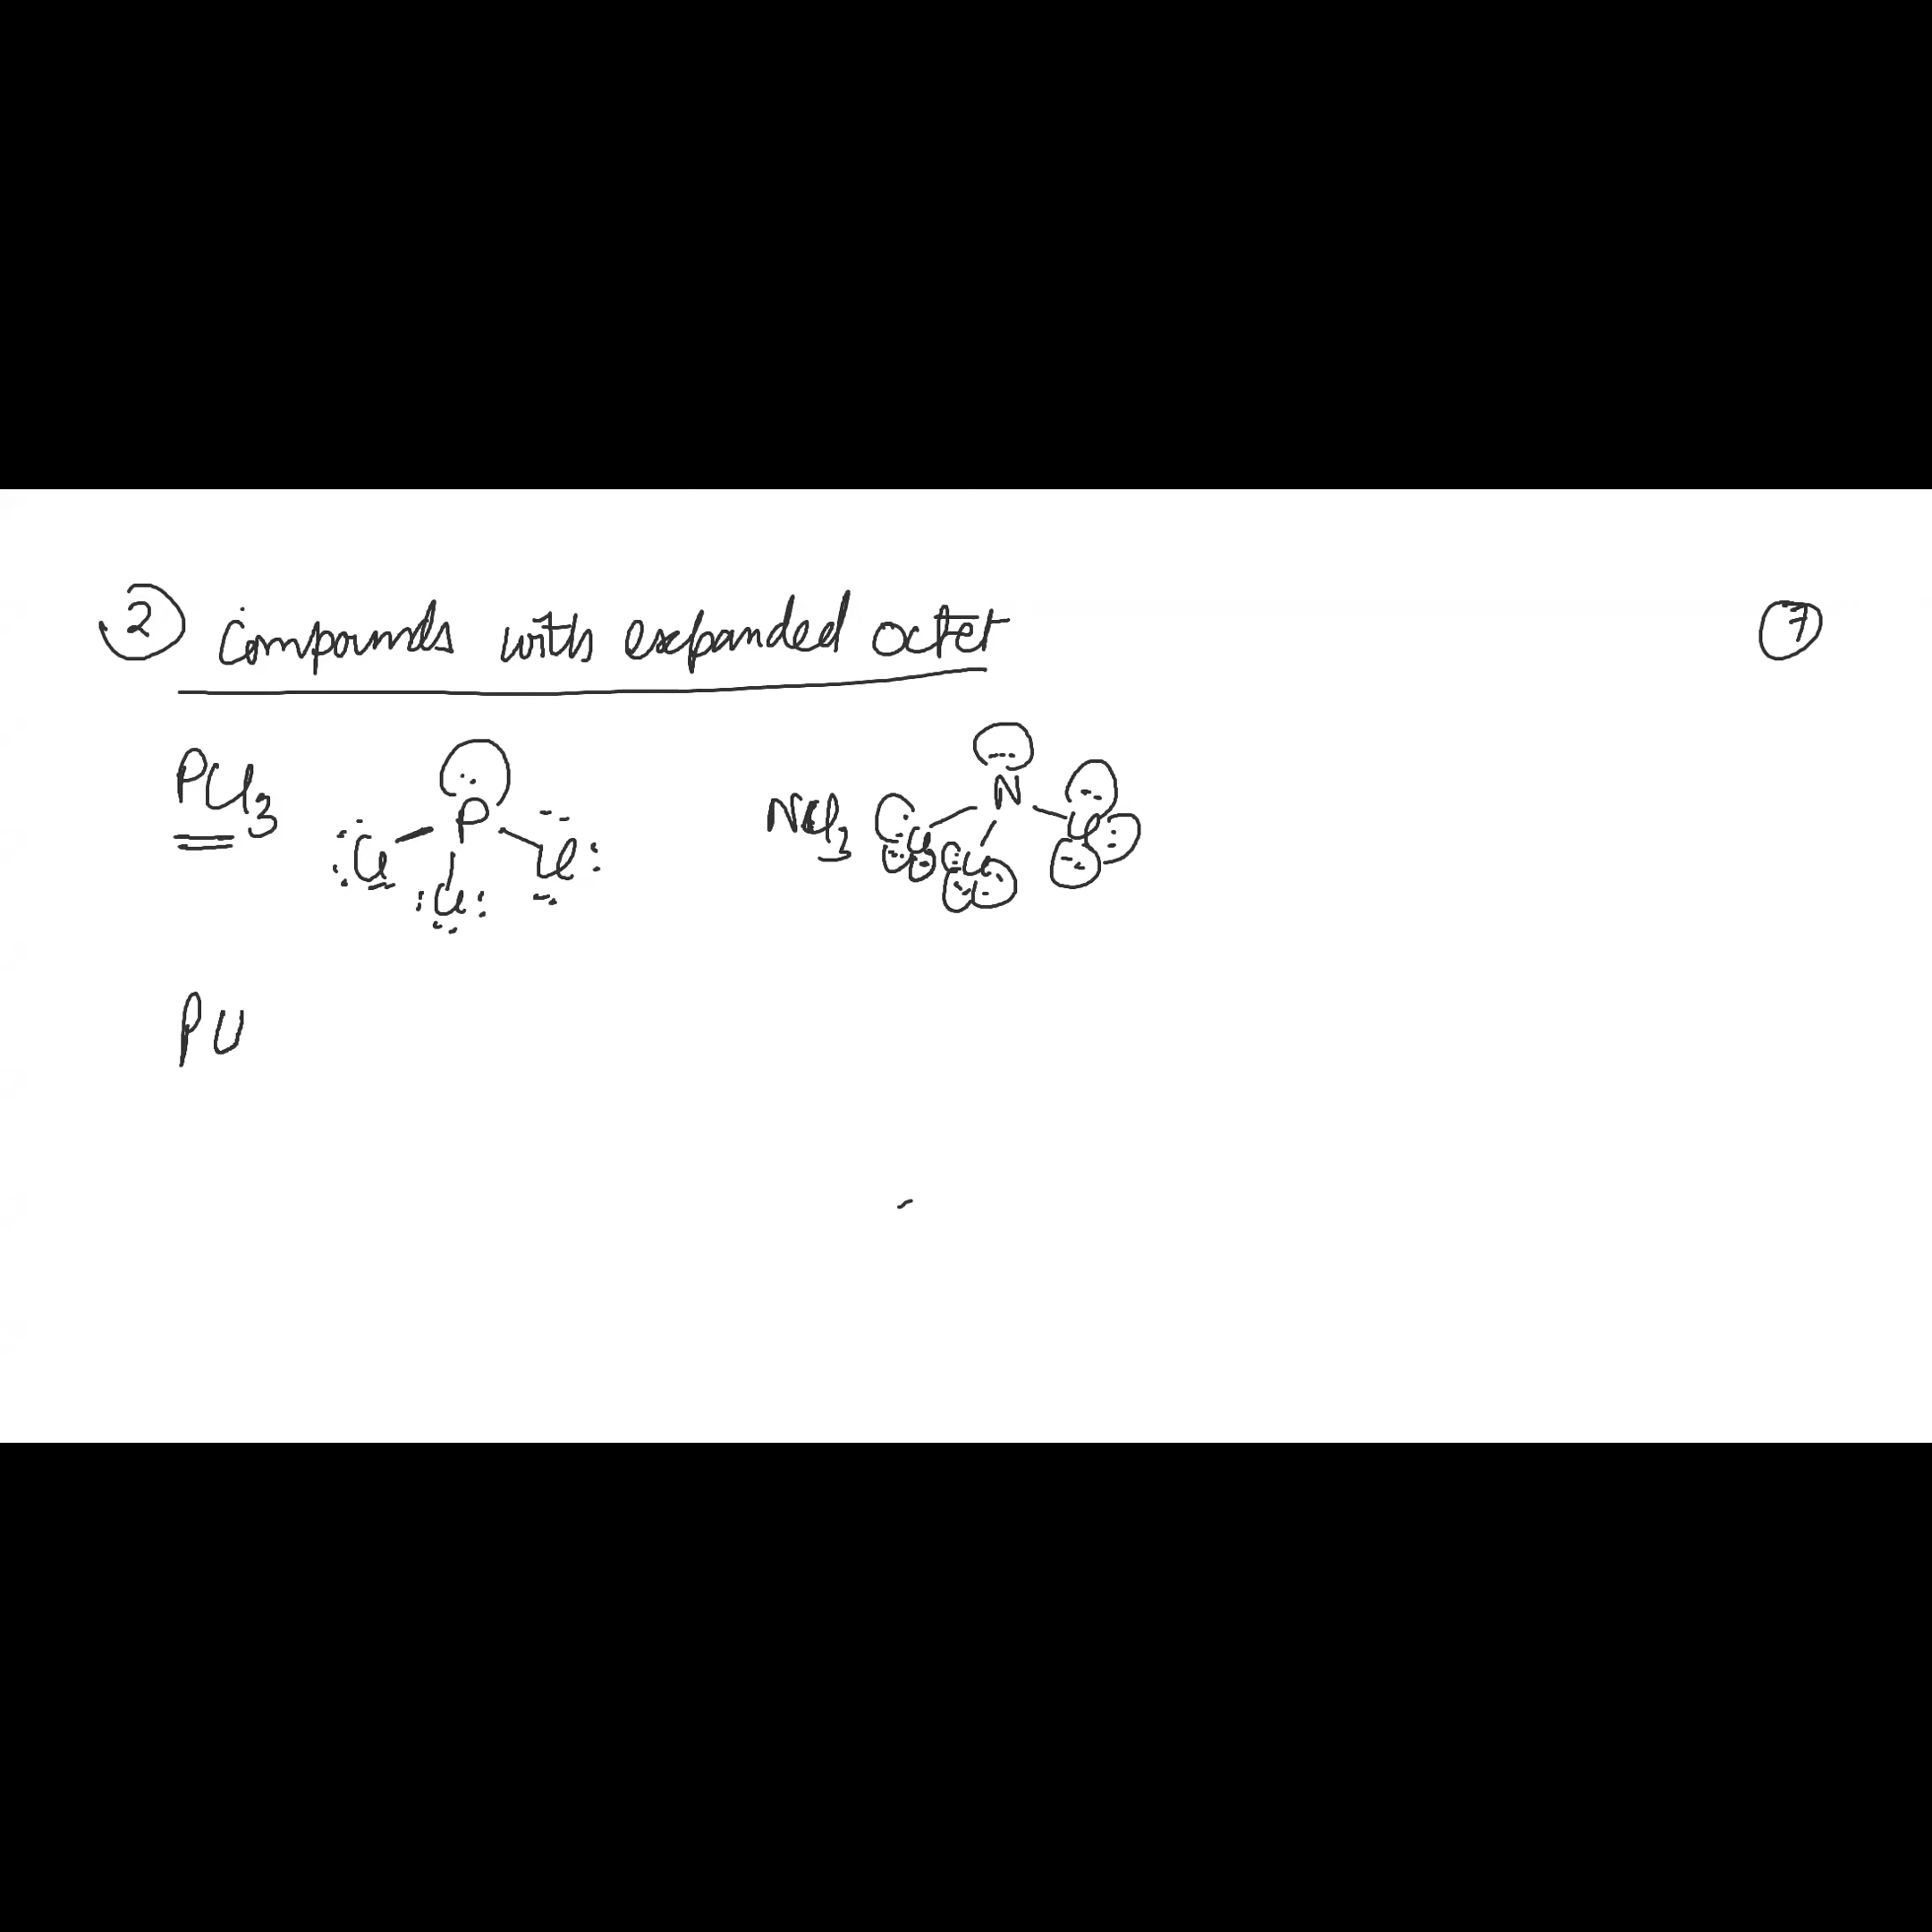 ② Compounds with expanded octet ⑦
PCl3 P Cl Cl Cl NCl3 N Cl Cl Cl
PCl